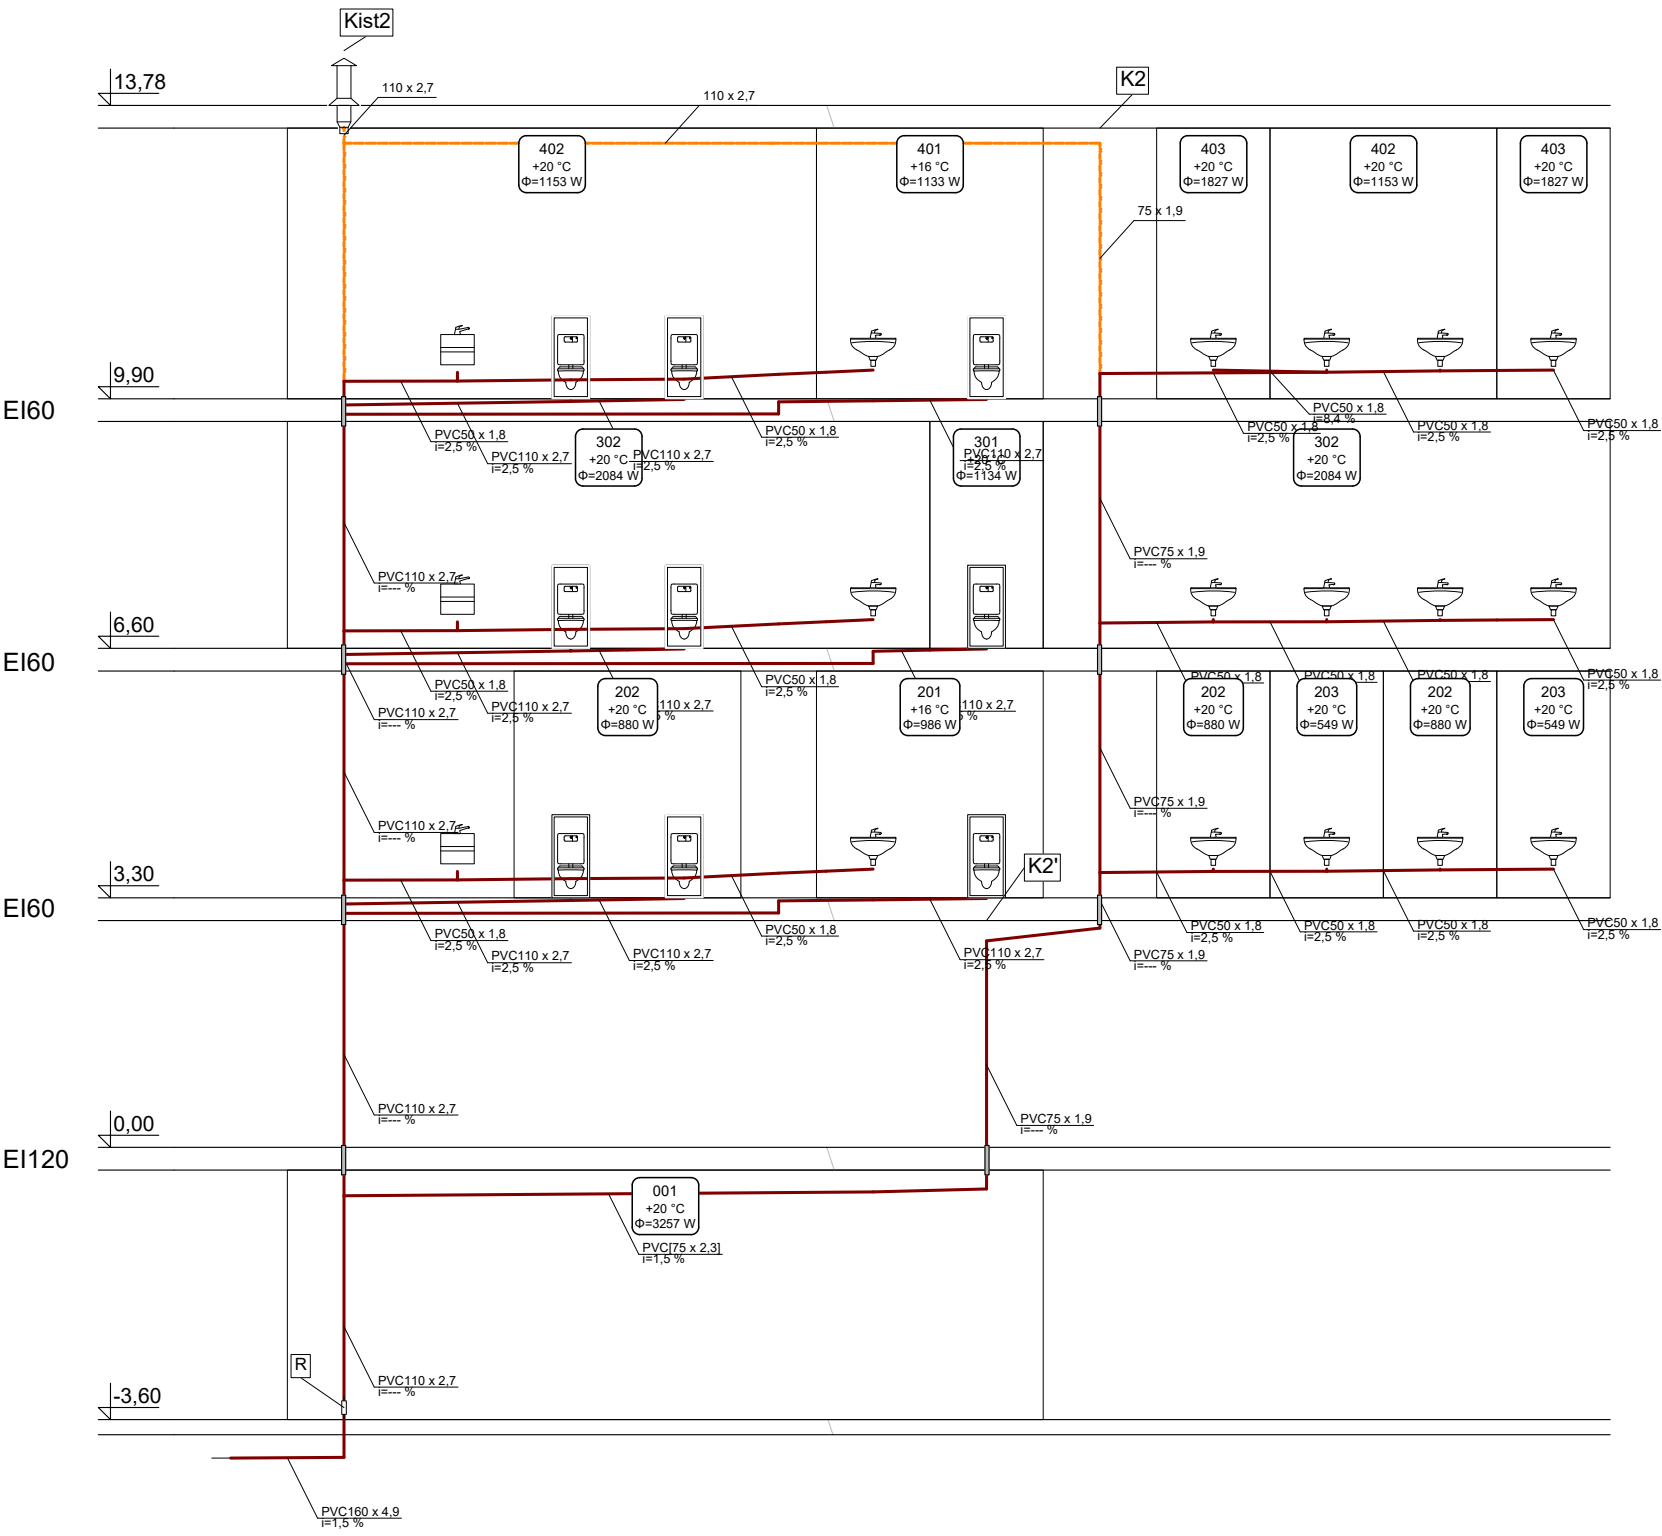 Kist2
13,78
110 x 2,7
110 x 2,7
K2
402
+20 °C
Φ=1153 W
401
+16 °C
Φ=1133 W
403
+20 °C
Φ=1827 W
402
+20 °C
Φ=1153 W
403
+20 °C
Φ=1827 W
75 x 1,9
9,90
EI60
PVC50 x 1,8
i=2,5 %
PVC110 x 2,7
i=2,5 %
302
+20 °C
Φ=2084 W
PVC110 x 2,7
i=2,5 %
PVC50 x 1,8
i=2,5 %
301
Φ=1134 W
PVC110 x 2,7
i=2,5 %
PVC50 x 1,8
i=2,5 %
PVC50 x 1,8
i=8,4 %
302
+20 °C
Φ=2084 W
PVC50 x 1,8
i=2,5 %
PVC50 x 1,8
i=2,5 %
PVC110 x 2,7
i=--- %
PVC75 x 1,9
i=--- %
6,60
EI60
PVC50 x 1,8
i=2,5 %
PVC110 x 2,7
i=--- %
PVC110 x 2,7
i=2,5 %
202
+20 °C
Φ=880 W
110 x 2,7
%
PVC50 x 1,8
i=2,5 %
201
+16 °C
Φ=986 W
110 x 2,7
%
PVC50 x 1,8
202
+20 °C
Φ=880 W
PVC50 x 1,8
203
+20 °C
Φ=549 W
PVC50 x 1,8
202
+20 °C
Φ=880 W
PVC50 x 1,8
i=2,5 %
203
+20 °C
Φ=549 W
PVC110 x 2,7
i=--- %
PVC75 x 1,9
i=--- %
3,30
K2'
EI60
PVC50 x 1,8
i=2,5 %
PVC110 x 2,7
i=2,5 %
PVC110 x 2,7
i=2,5 %
PVC50 x 1,8
i=2,5 %
PVC110 x 2,7
i=2,5 %
PVC75 x 1,9
i=--- %
PVC50 x 1,8
i=2,5 %
PVC50 x 1,8
i=2,5 %
PVC50 x 1,8
i=2,5 %
PVC50 x 1,8
i=2,5 %
PVC110 x 2,7
i=--- %
PVC75 x 1,9
i=--- %
0,00
EI120
001
+20 °C
Φ=3257 W
PVC[75 x 2,3]
i=1,5 %
R
PVC110 x 2,7
i=--- %
-3,60
PVC160 x 4,9
i=1,5 %